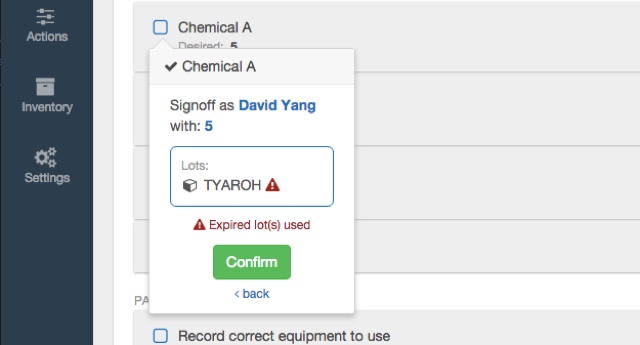 Actions
Inventory
Settings
Chemical A
Desired: 5
Chemical A
Signoff as David Yang
with: 5
Lots:
TYAROH
Expired lot(s) used
Confirm
‹ back
PA
Record correct equipment to use